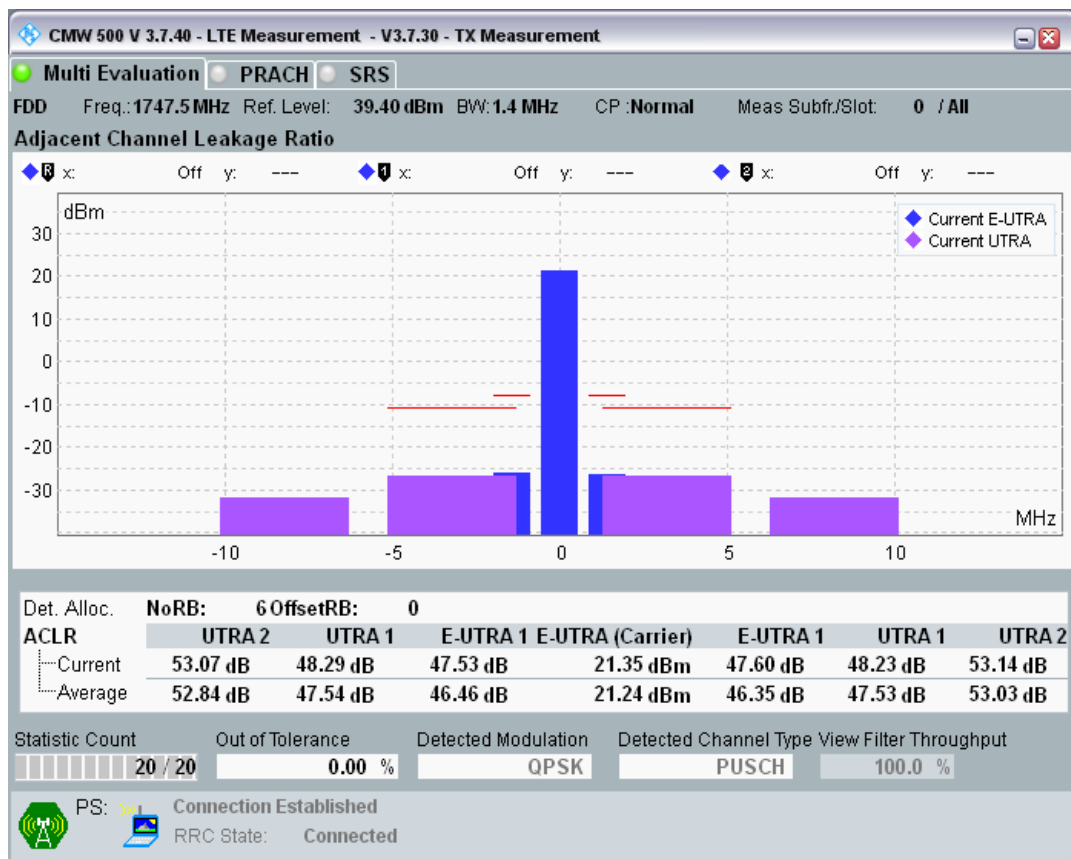 CMW 500 V 3.7.40 - LTE Measurement - V3.7.30 - TX Measurement
Multi Evaluation PRACH SRS
FDD Freq.:1747.5 MHz Ref. Level: 39.40 dBm BW:1.4 MHz CP :Normal Meas Subfr./Slot: 0 / All
Adjacent Channel Leakage Ratio
R x: Off y: --- 1 x: Off y: --- 2 x: Off y: ---
dBm
Current E-UTRA
Current UTRA
30
20
10
0
-10
-20
-30
MHz
-10 -5 0 5 10
Det. Alloc. NoRB: 6 OffsetRB: 0
ACLR UTRA 2 UTRA 1 E-UTRA 1 E-UTRA (Carrier) E-UTRA 1 UTRA 1 UTRA 2
Current 53.07 dB 48.29 dB 47.53 dB 21.35 dBm 47.60 dB 48.23 dB 53.14 dB
Average 52.84 dB 47.54 dB 46.46 dB 21.24 dBm 46.35 dB 47.53 dB 53.03 dB
Statistic Count Out of Tolerance Detected Modulation Detected Channel Type View Filter Throughput
20 / 20 0.00 % QPSK PUSCH 100.0 %
PS: Connection Established
RRC State: Connected